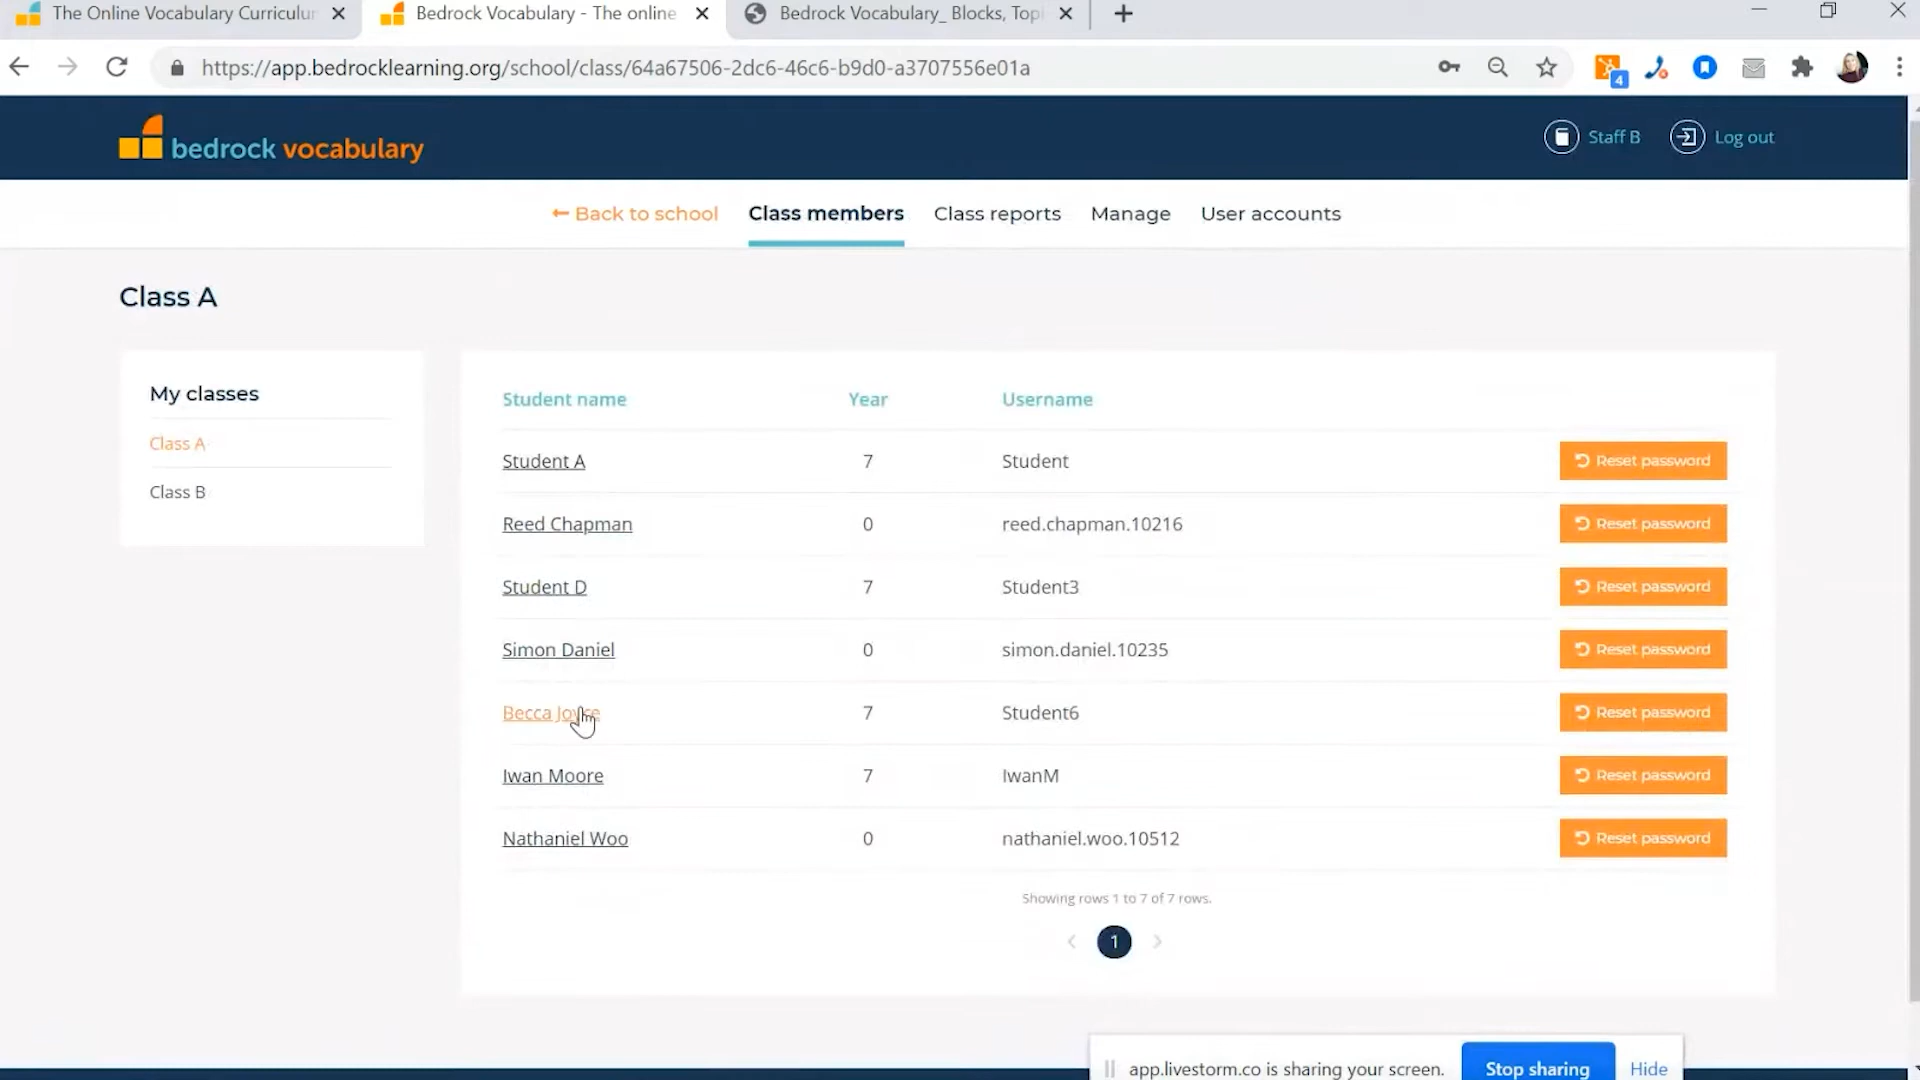 The Online Vocabulary Curriculum
Bedrock Vocabulary - The online
Bedrock Vocabulary_ Blocks, Topi
https://app.bedrocklearning.org/school/class/64a67506-2dc6-46c6-b9d0-a3707556e01a
4
bedrock vocabulary
Staff B
Log out
← Back to school
Class members
Class reports
Manage
User accounts
Class A
My classes
Class A
Class B
Student name Year Username
Student A 7 Student Reset password
Reed Chapman 0 reed.chapman.10216 Reset password
Student D 7 Student3 Reset password
Simon Daniel 0 simon.daniel.10235 Reset password
Becca Joyce 7 Student6 Reset password
Iwan Moore 7 IwanM Reset password
Nathaniel Woo 0 nathaniel.woo.10512 Reset password
Showing rows 1 to 7 of 7 rows.
1
app.livestorm.co is sharing your screen.
Stop sharing
Hide